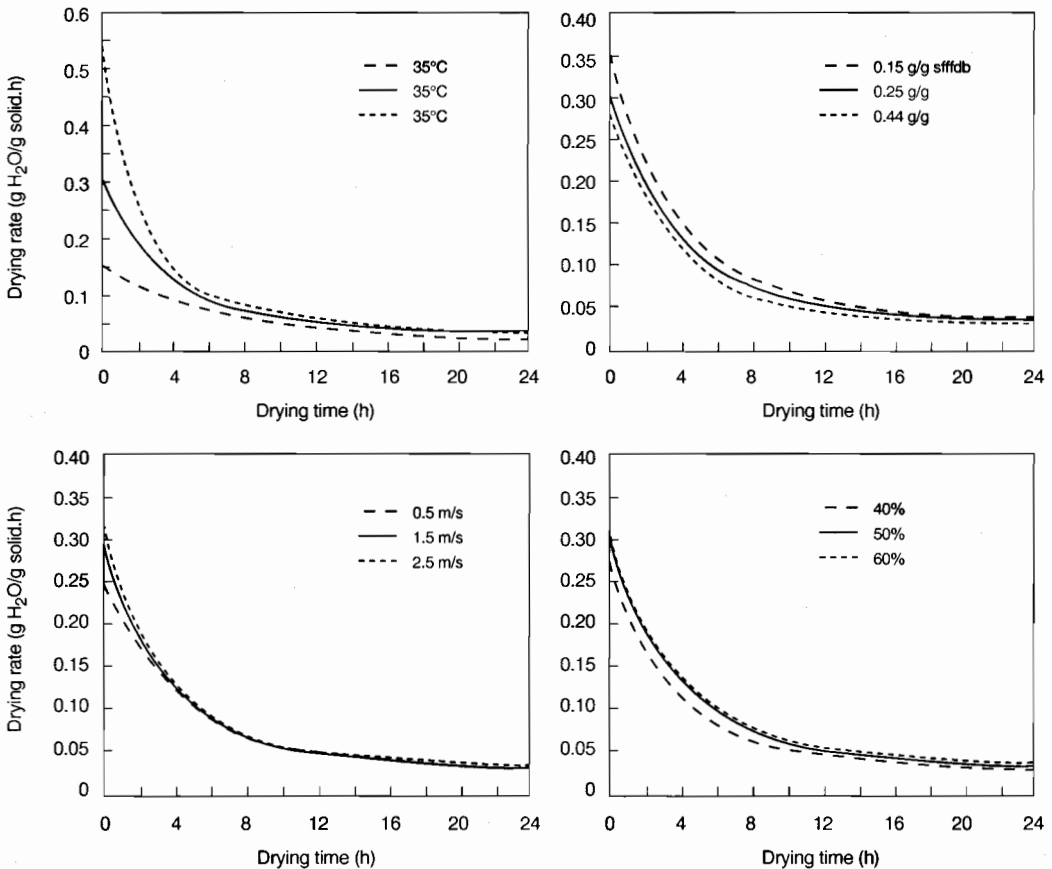 Drying rate (g H₂O/g solid.h)
0.6
0.5
0.4
0.3
0.2
0.1
0
35°C
35°C
35°C
0 4 8 12 16 20 24
Drying time (h)
0.40
0.35
0.30
0.25
0.20
0.15
0.10
0.05
0
0.15 g/g sfffdb
0.25 g/g
0.44 g/g
0 4 8 12 16 20 24
Drying time (h)
Drying rate (g H₂O/g solid.h)
0.40
0.35
0.30
0.25
0.20
0.15
0.10
0.05
0
0.5 m/s
1.5 m/s
2.5 m/s
0 4 8 12 16 20 24
Drying time (h)
0.40
0.35
0.30
0.25
0.20
0.15
0.10
0.05
0
40%
50%
60%
0 4 8 12 16 20 24
Drying time (h)